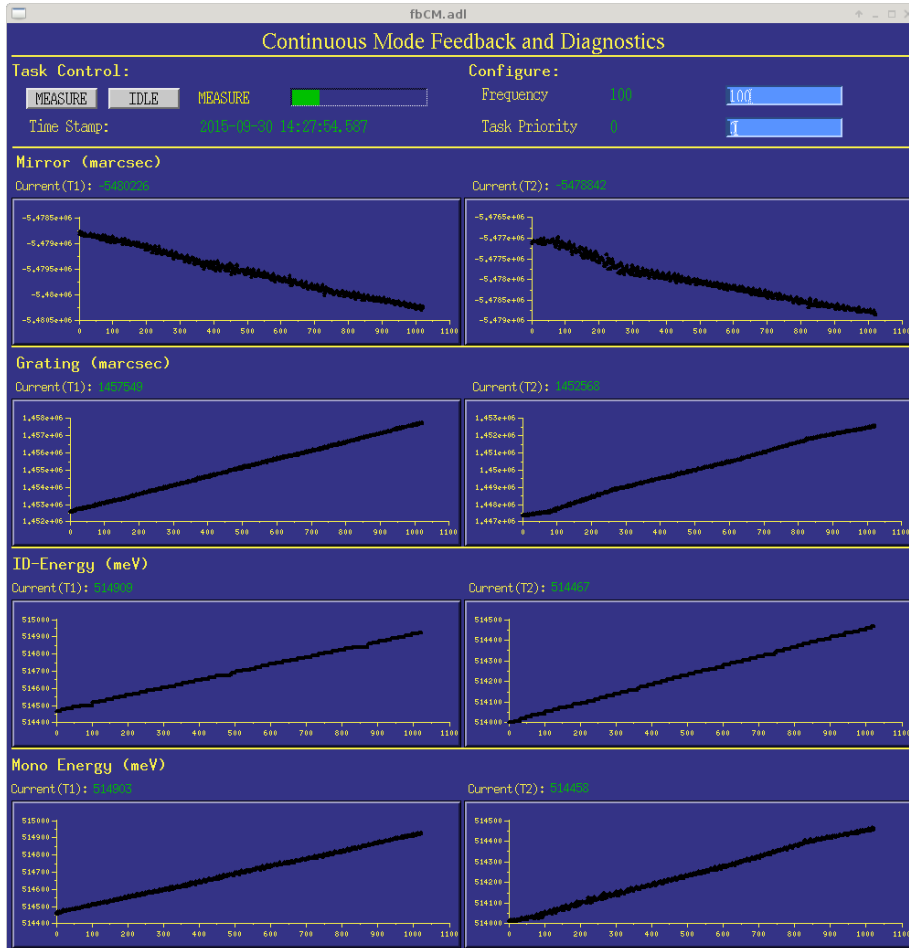 fbCM.adl
Continuous Mode Feedback and Diagnostics
Task Control:
Configure:
MEASURE IDLE MEASURE
Frequency 100 100
Time Stamp: 2015-09-30 14:27:54.587
Task Priority 0
Mirror (marcsec)
Current(T1): -5480226
Current(T2): -5478842
-5.4785e+06
-5.479e+06
-5.4795e+06
-5.48e+06
-5.4805e+06
0 100 200 300 400 500 600 700 800 900 1000 1100
-5.4765e+06
-5.477e+06
-5.4775e+06
-5.478e+06
-5.4785e+06
-5.479e+06
0 100 200 300 400 500 600 700 800 900 1000 1100
Grating (marcsec)
Current(T1): 1457549
Current(T2): 1452568
1.458e+06
1.457e+06
1.456e+06
1.455e+06
1.454e+06
1.453e+06
1.452e+06
0 100 200 300 400 500 600 700 800 900 1000 1100
1.453e+06
1.452e+06
1.451e+06
1.45e+06
1.449e+06
1.448e+06
1.447e+06
0 100 200 300 400 500 600 700 800 900 1000 1100
ID-Energy (meV)
Current(T1): 514909
Current(T2): 514467
515000
514900
514800
514700
514600
514500
514400
0 100 200 300 400 500 600 700 800 900 1000 1100
514500
514400
514300
514200
514100
514000
0 100 200 300 400 500 600 700 800 900 1000 1100
Mono Energy (meV)
Current(T1): 514903
Current(T2): 514458
515000
514900
514800
514700
514600
514500
514400
0 100 200 300 400 500 600 700 800 900 1000 1100
514500
514400
514300
514200
514100
514000
0 100 200 300 400 500 600 700 800 900 1000 1100